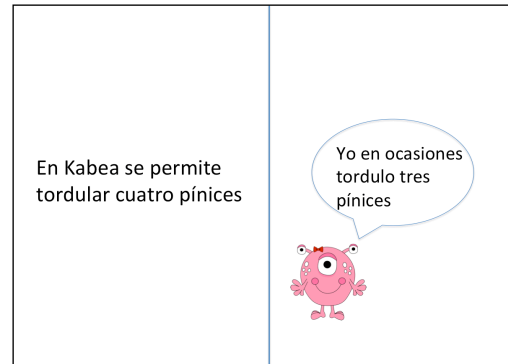 En Kabea se permite
tordular cuatro pínices
Yo en ocasiones
tordulo tres
pínices